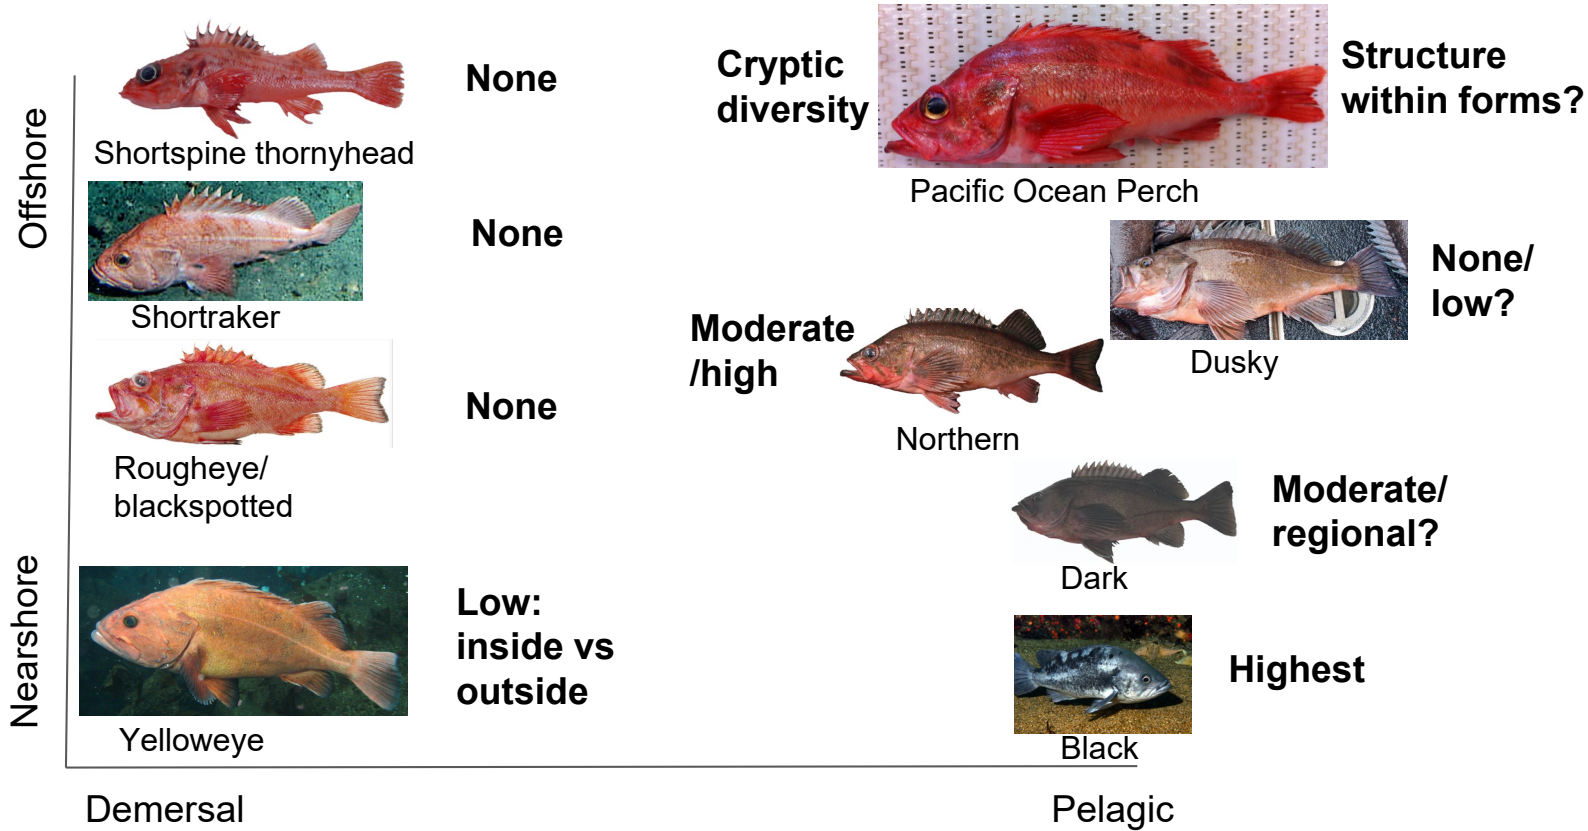 Offshore
Nearshore
Shortspine thornyhead
None
Cryptic
diversity
Pacific Ocean Perch
Structure
within forms?
Shortraker
None
Dusky
None/
low?
Rougheye/
blackspotted
None
Moderate
/high
Northern
Dark
Moderate/
regional?
Yelloweye
Low:
inside vs
outside
Black
Highest
Demersal
Pelagic